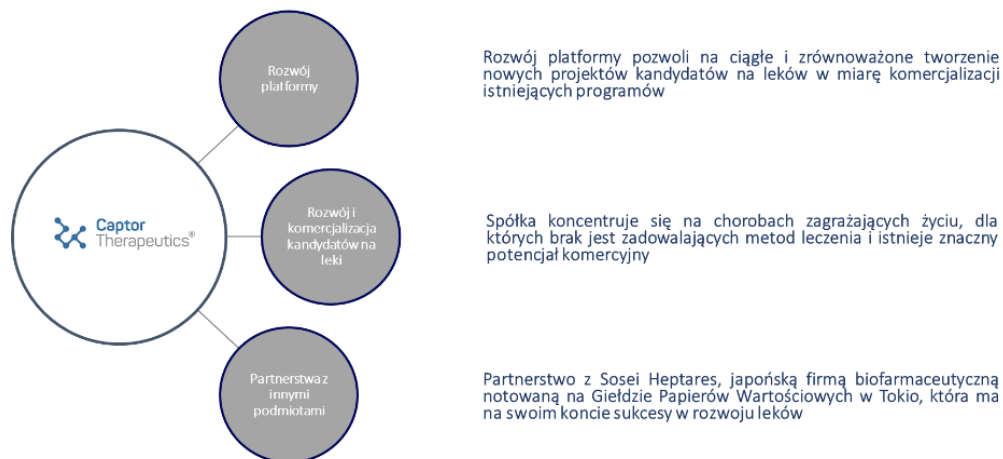 Rozwój
platformy
Rozwój platformy pozwoli na ciągłe i zrównoważone tworzenie
nowych projektów kandydatów na leków w miarę komercjalizacji
istniejących programów
Captor
Therapeutics®
Rozwój i
komercjalizacja
kandydatów na
leki
Spółka koncentruje się na chorobach zagrażających życiu, dla
których brak jest zadowalających metod leczenia i istnieje znaczny
potencjał komercyjny
Partnerstwa z
innymi
podmiotami
Partnerstwo z Sosei Heptares, japońską firmą biofarmaceutyczną
notowaną na Giełdzie Papierów Wartościowych w Tokio, która ma
na swoim koncie sukcesy w rozwoju leków